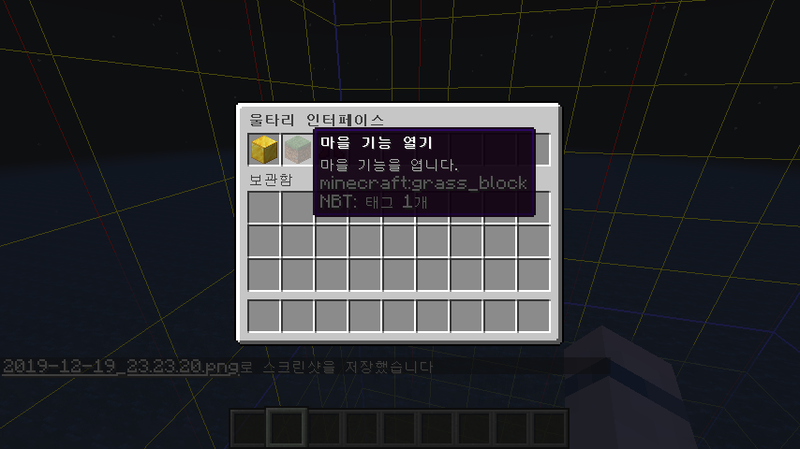 울타리 인터페이스
마을 기능 열기
마을 기능을 엽니다.
minecraft:grass_block
NBT: 태그 1개
보관함
2019-12-19_23.23.20.png로 스크린샷을 저장했습니다